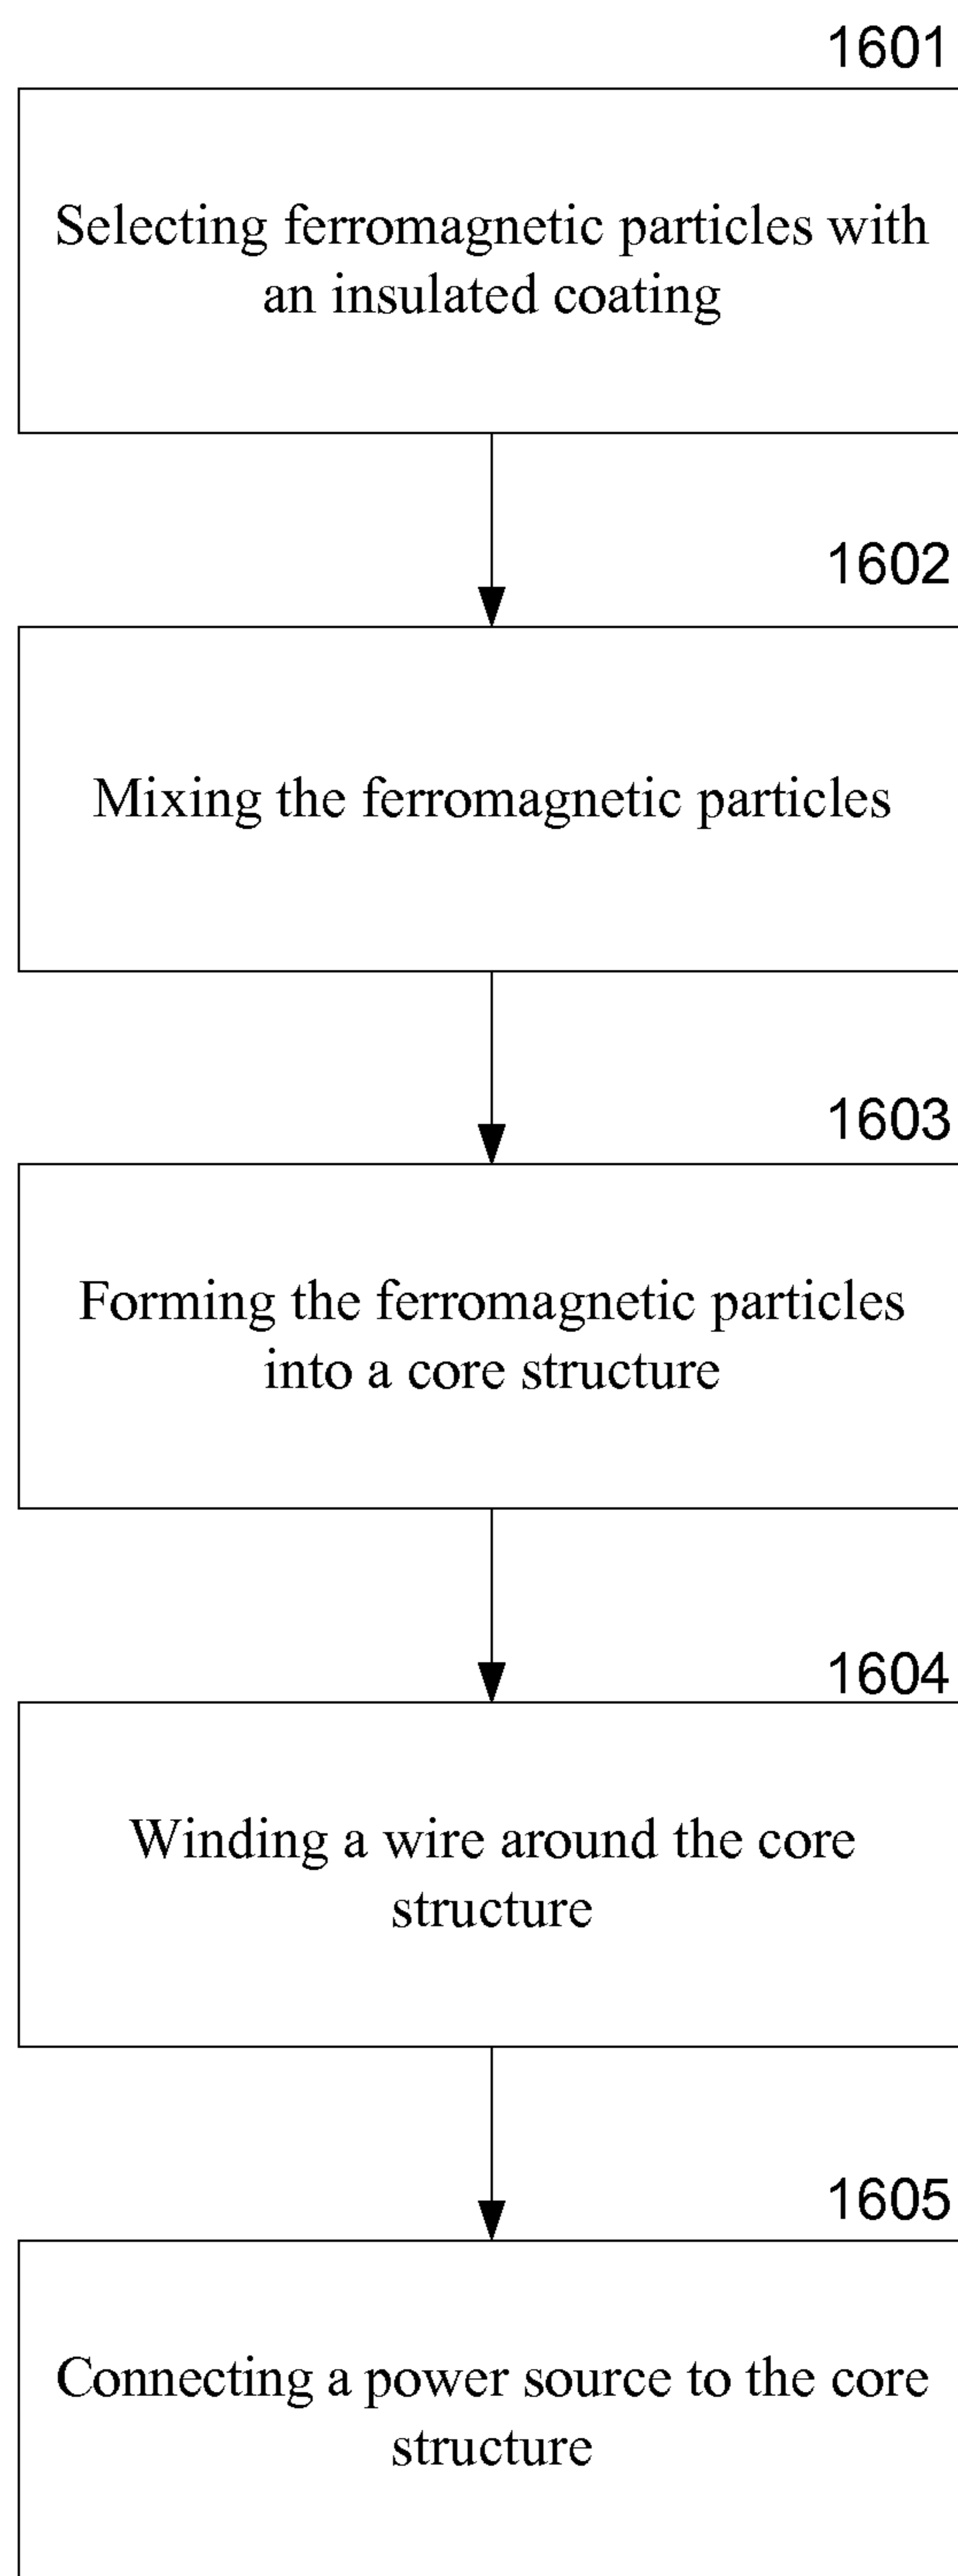 1601
Selecting ferromagnetic particles with
an insulated coating
1602
Mixing the ferromagnetic particles
1603
Forming the ferromagnetic particles
into a core structure
1604
Winding a wire around the core
structure
1605
Connecting a power source to the core
structure